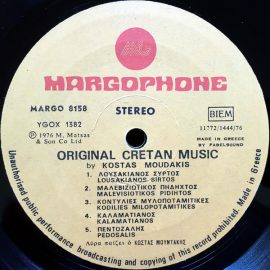 MARGOPHONE
MARGO 8158
STEREO
YGOX 1382
BIEM
℗ 1976 M. Matsas
& Son Co Ltd
MADE IN GREECE
BY FABELSOUND
11772/1444/76
ORIGINAL CRETAN MUSIC
by KOSTAS MOUDAKIS
1. ΛΟΥΣΑΚΙΑΝΟΣ ΣΥΡΤΟΣ
LOUSAKIANOS-SIRTOS
2. ΜΑΛΕΒΙΖΙΩΤΙΚΟΣ ΠΗΔΗΧΤΟΣ
MALEVISIOTIKOS PIDIHTOS
3. ΚΟΝΤΥΛΙΕΣ ΜΥΛΟΠΟΤΑΜΙΤΙΚΕΣ
KODILIES MILOPOTAMITIKES
4. ΚΑΛΑΜΑΤΙΑΝΟΣ
KALAMATIANOS
5. ΠΕΝΤΟΖΑΛΗΣ
PEDOSALIS
Λύρα παίζει ὁ ΚΩΣΤΑΣ ΜΟΥΝΤΑΚΗΣ
Unauthorised public performance broadcasting and copying of this record prohibited. Made in Greece